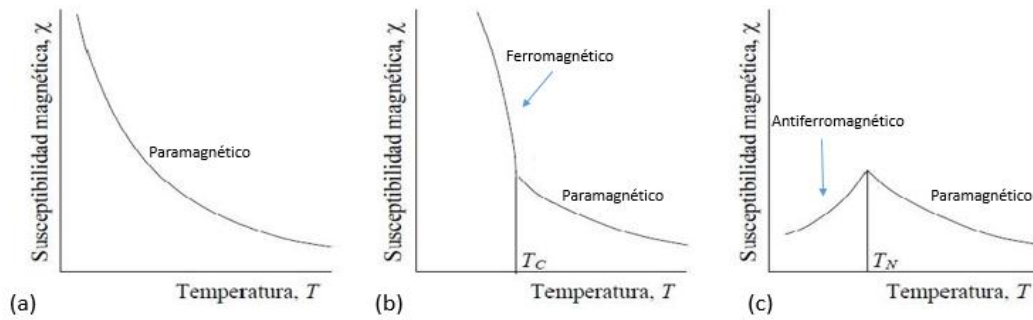 Susceptibilidad magnética, χ
Paramagnético
Temperatura, T
(a)
Susceptibilidad magnética, χ
Ferromagnético
Paramagnético
T_C
Temperatura, T
(b)
Susceptibilidad magnética, χ
Antiferromagnético
Paramagnético
T_N
Temperatura, T
(c)